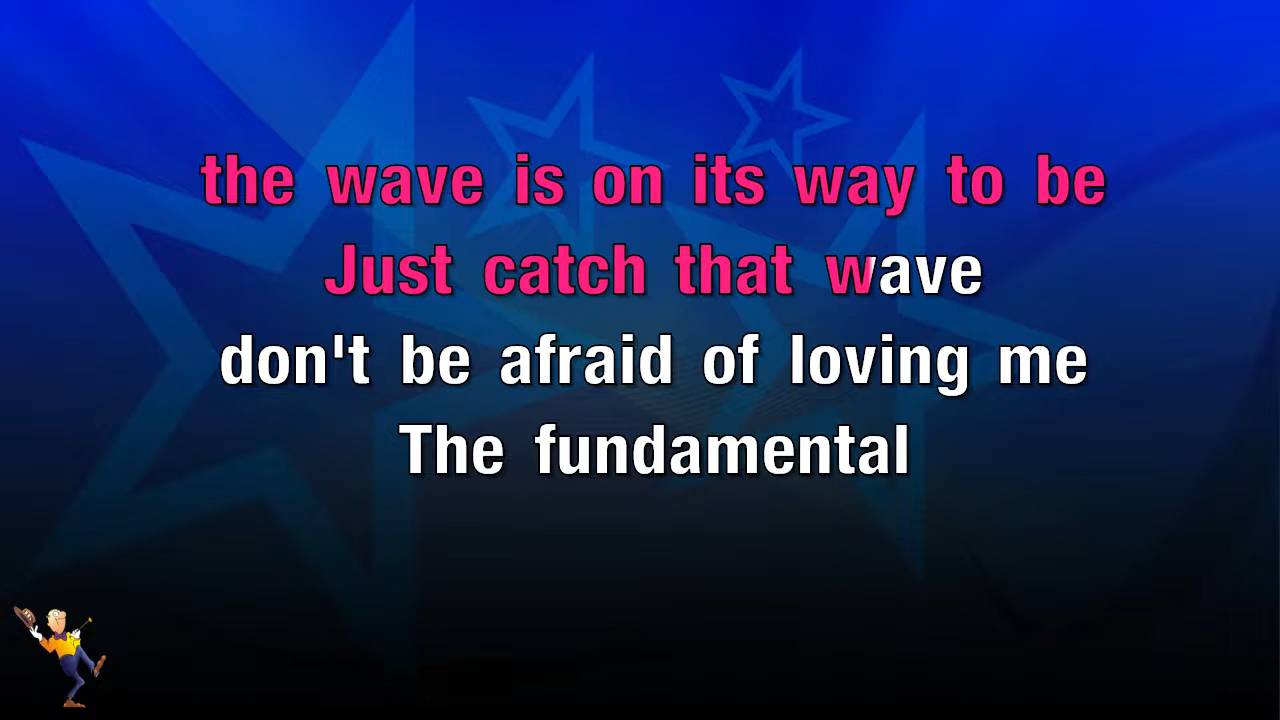 the wave is on its way to be
Just catch that wave
don't be afraid of loving me
The fundamental